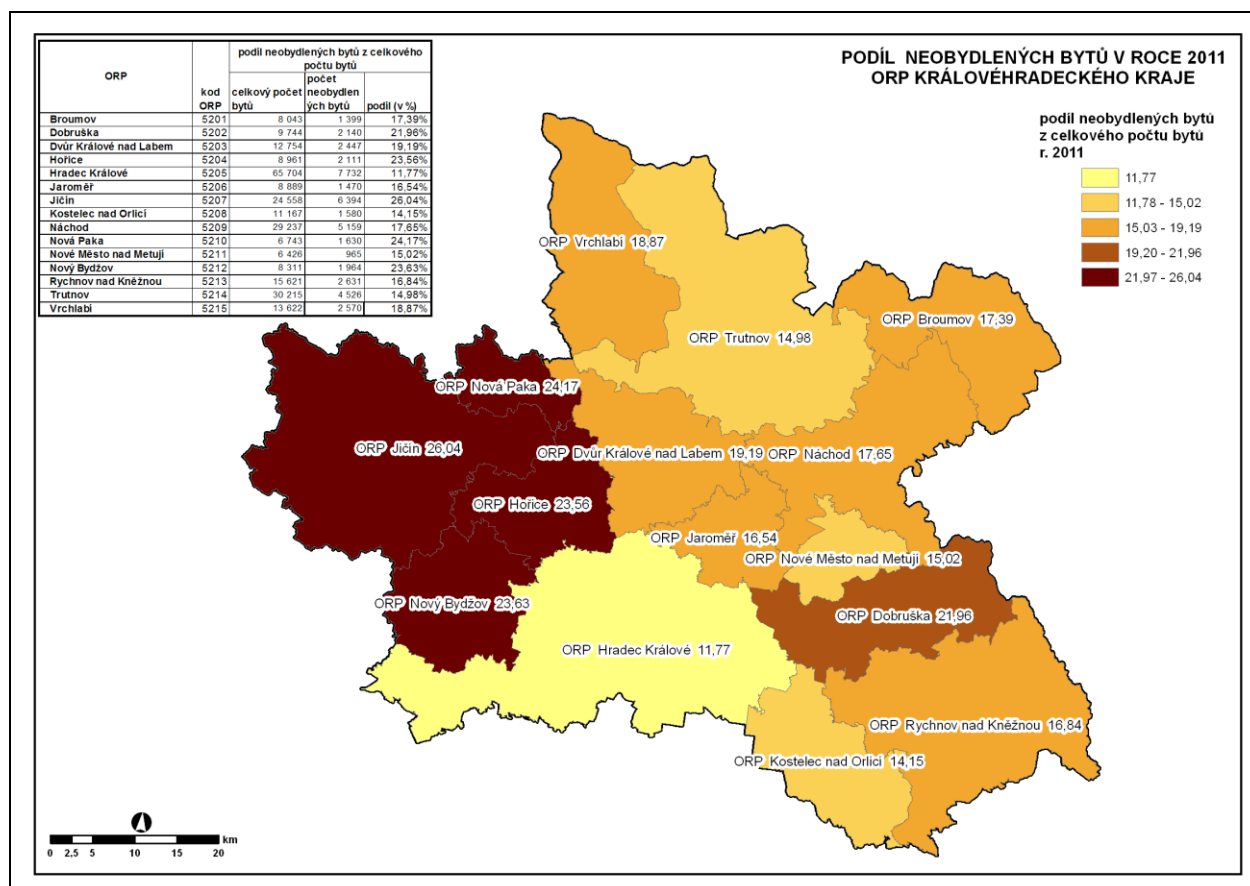 PODÍL  NEOBYDLENÝCH BYTŮ V ROCE 2011
ORP KRÁLOVÉHRADECKÉHO KRAJE
ORP kod ORP podíl neobydlených bytů z celkového počtu bytů
celkový počet bytů počet neobydlen ých bytů podíl (v %)
Broumov 5201 8 043 1 399 17,39%
Dobruška 5202 9 744 2 140 21,96%
Dvůr Králové nad Labem 5203 12 754 2 447 19,19%
Hořice 5204 8 961 2 111 23,56%
Hradec Králové 5205 65 704 7 732 11,77%
Jaroměř 5206 8 889 1 470 16,54%
Jičín 5207 24 558 6 394 26,04%
Kostelec nad Orlicí 5208 11 167 1 580 14,15%
Náchod 5209 29 237 5 159 17,65%
Nová Paka 5210 6 743 1 630 24,17%
Nové Město nad Metují 5211 6 426 965 15,02%
Nový Bydžov 5212 8 311 1 964 23,63%
Rychnov nad Kněžnou 5213 15 621 2 631 16,84%
Trutnov 5214 30 215 4 526 14,98%
Vrchlabí 5215 13 622 2 570 18,87%
podíl neobydlených bytů
z celkového počtu bytů
r. 2011
11,77
11,78 - 15,02
15,03 - 19,19
19,20 - 21,96
21,97 - 26,04
ORP Vrchlabí 18,87
ORP Broumov 17,39
ORP Trutnov 14,98
ORP Nová Paka 24,17
ORP Jičín 26,04
ORP Dvůr Králové nad Labem 19,19
ORP Náchod 17,65
ORP Hořice 23,56
ORP Jaroměř 16,54
ORP Nové Město nad Metují 15,02
ORP Nový Bydžov 23,63
ORP Dobruška 21,96
ORP Hradec Králové 11,77
ORP Rychnov nad Kněžnou 16,84
ORP Kostelec nad Orlicí 14,15
km
0 2,5 5 10 15 20